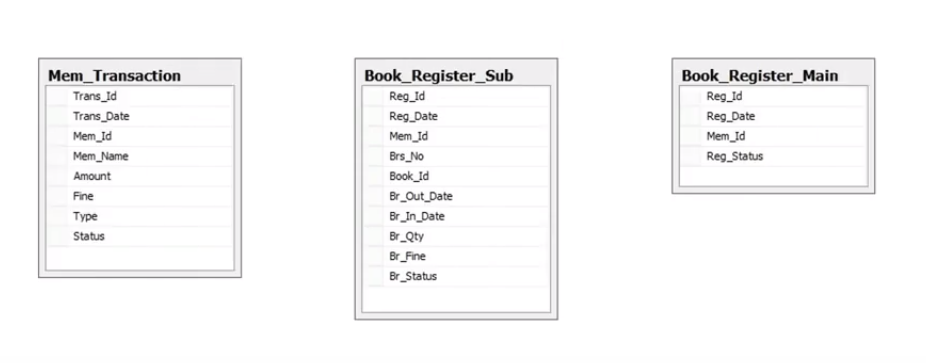 Mem_Transaction
Trans_Id
Trans_Date
Mem_Id
Mem_Name
Amount
Fine
Type
Status
Book_Register_Sub
Reg_Id
Reg_Date
Mem_Id
Brs_No
Book_Id
Br_Out_Date
Br_In_Date
Br_Qty
Br_Fine
Br_Status
Book_Register_Main
Reg_Id
Reg_Date
Mem_Id
Reg_Status